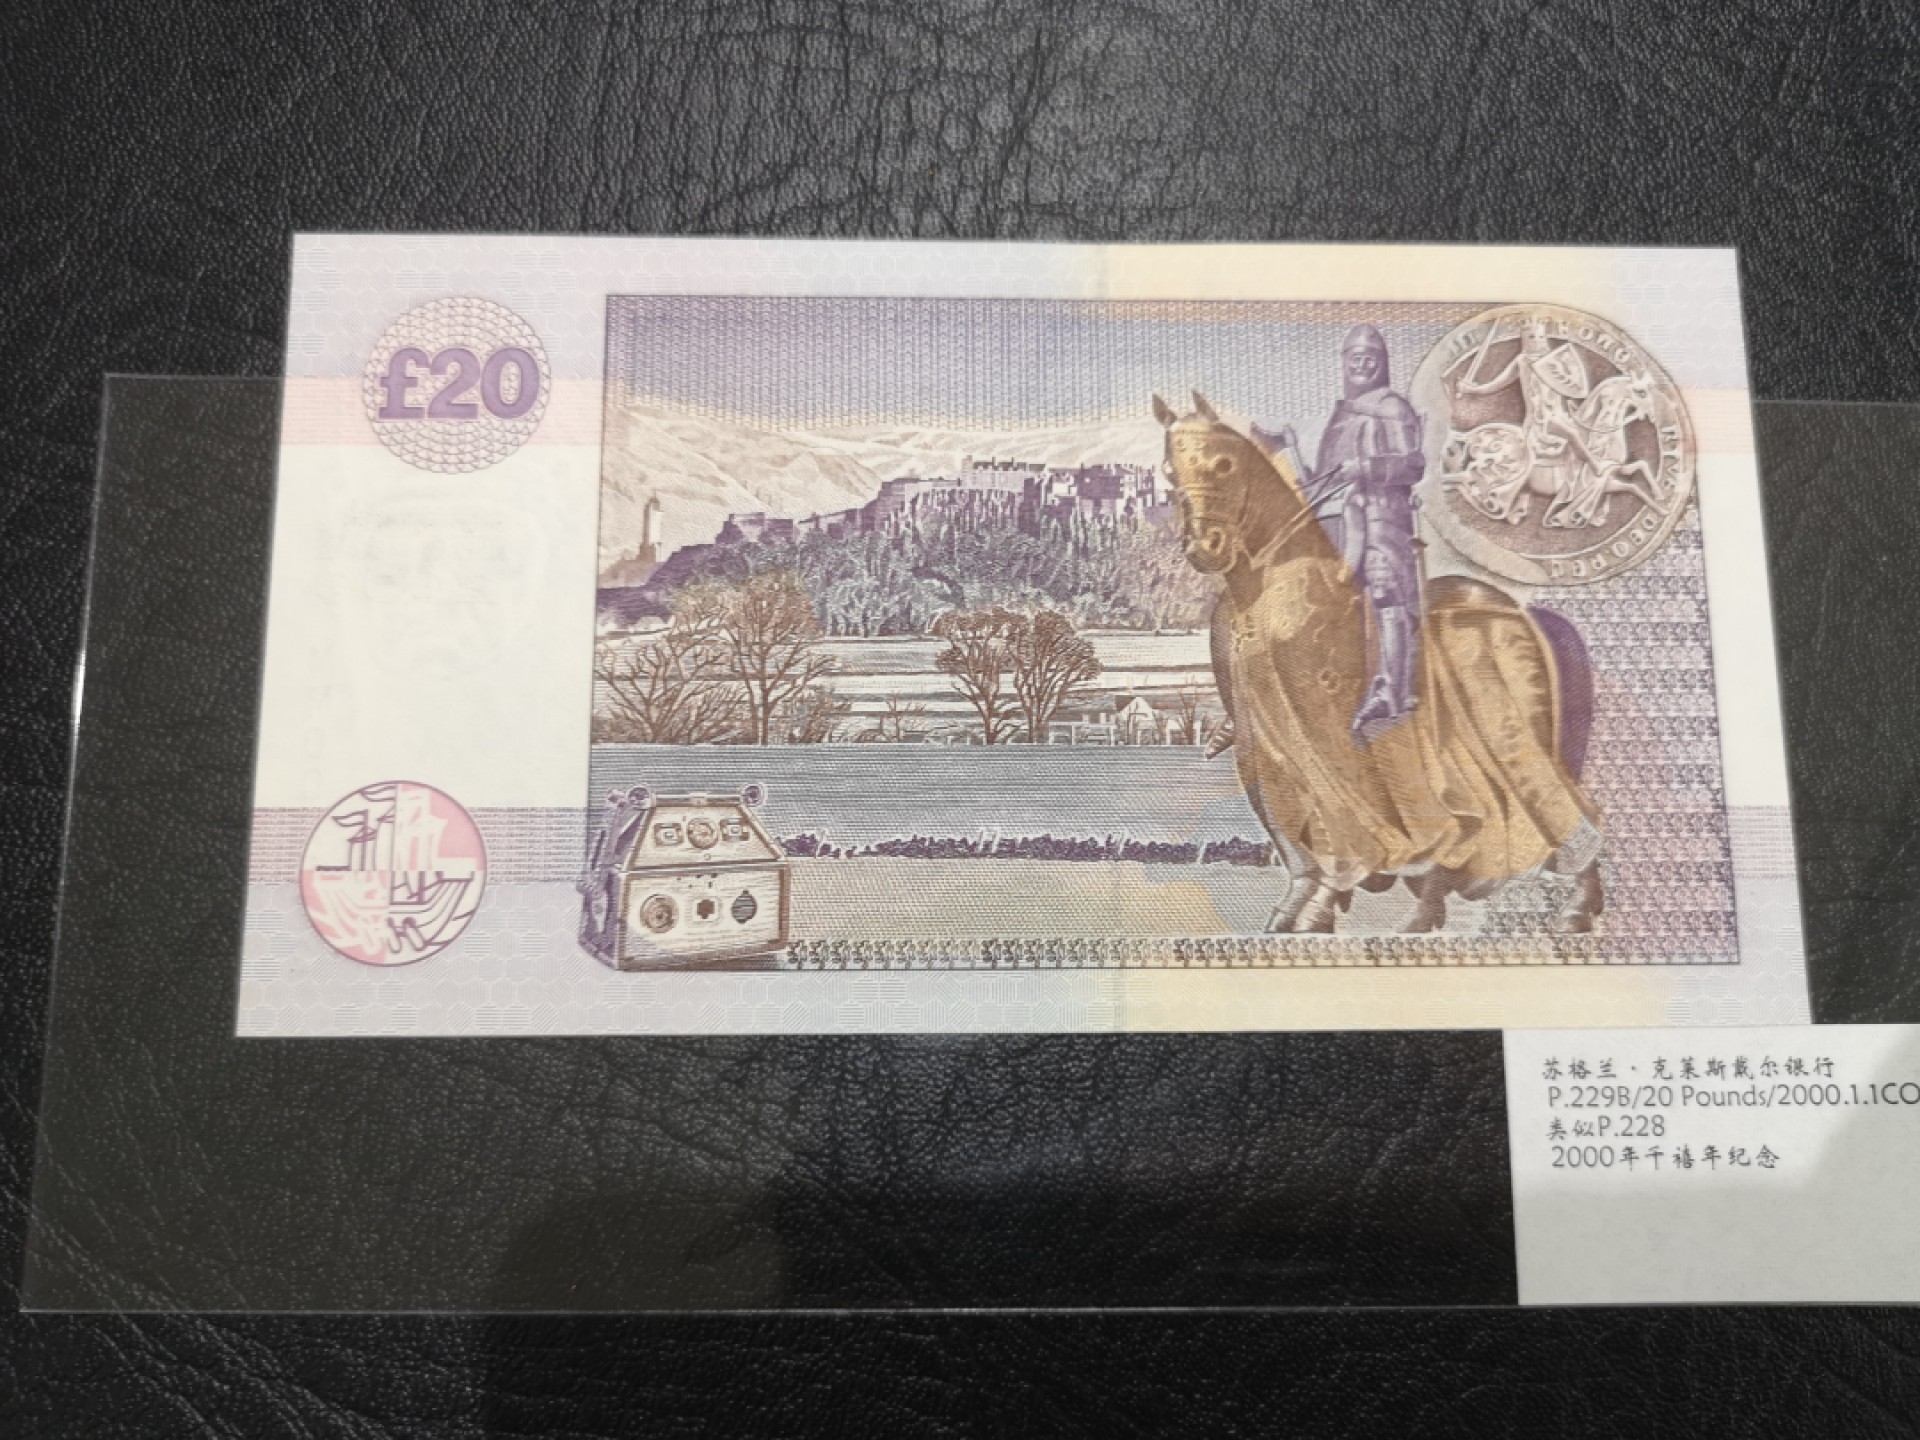 £20
苏格兰·克莱斯戴尔银行
P.229B/20 Pounds/2000.1.1CO
类似P.228
2000年千禧年纪念